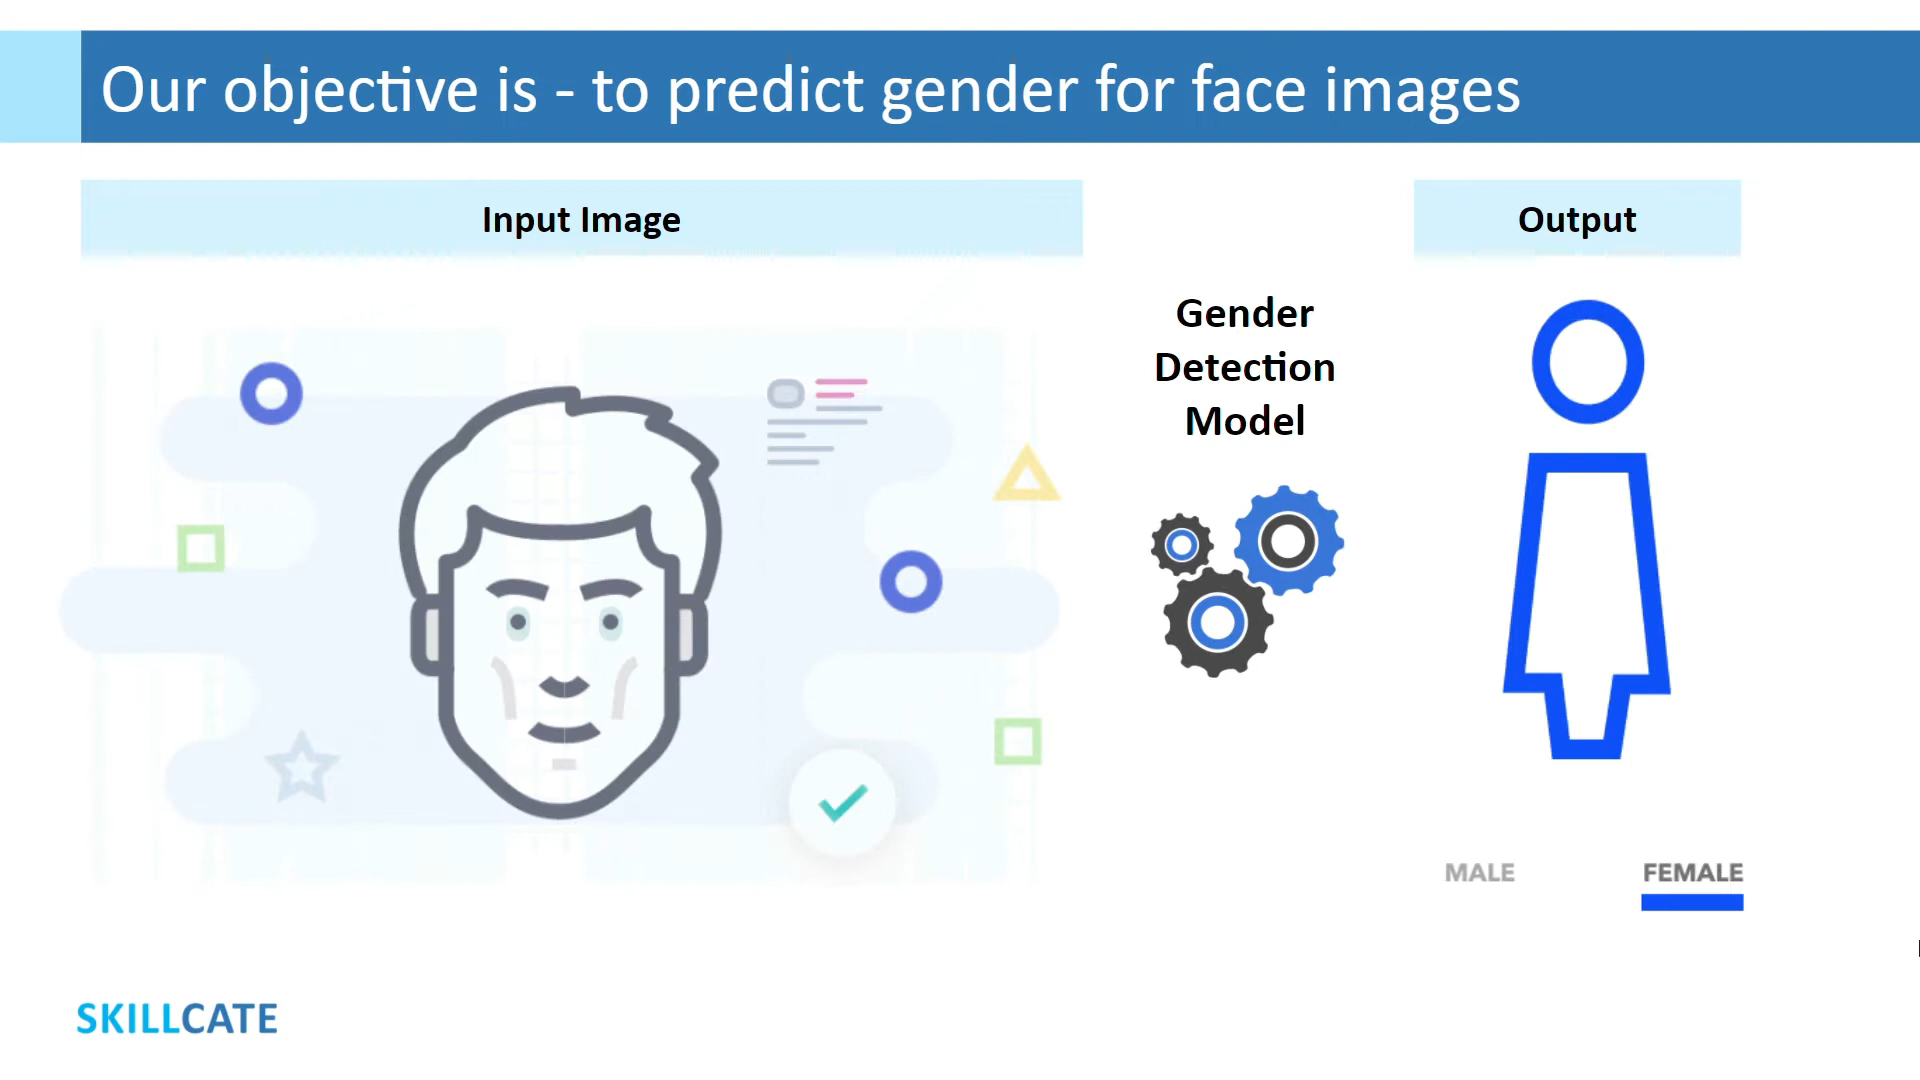 Our objective is - to predict gender for face images
Input Image
Output
Gender
Detection
Model
MALE
FEMALE
SKILLCATE